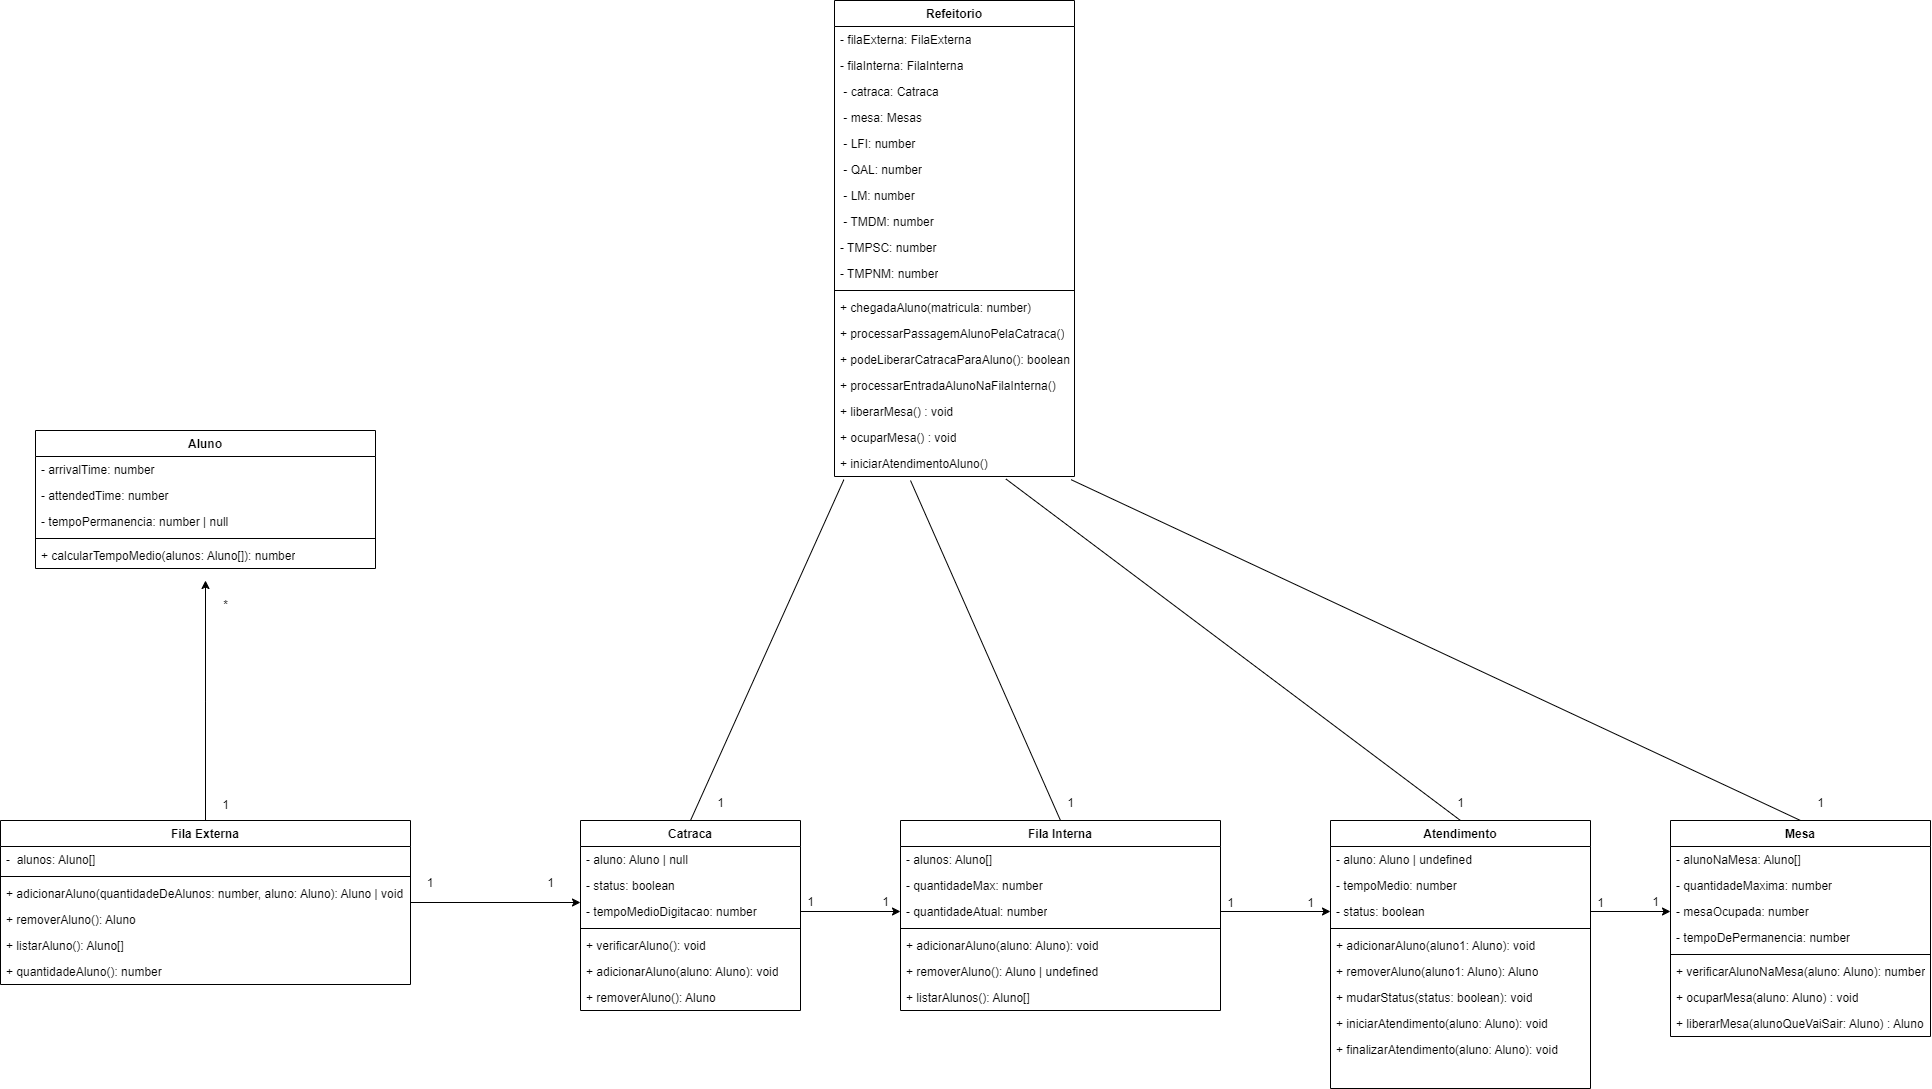 Refeitorio
- filaExterna: FilaExterna
- filaInterna: FilaInterna
- catraca: Catraca
- mesa: Mesas
- LFI: number
- QAL: number
- LM: number
- TMDM: number
- TMPSC: number
- TMPNM: number
+ chegadaAluno(matricula: number)
+ processarPassagemAlunoPelaCatraca()
+ podeLiberarCatracaParaAluno(): boolean
+ processarEntradaAlunoNaFilaInterna()
+ liberarMesa() : void
+ ocuparMesa() : void
+ iniciarAtendimentoAluno()
Aluno
- arrivalTime: number
- attendedTime: number
- tempoPermanencia: number | null
+ calcularTempoMedio(alunos: Aluno[]): number
*
1
1
1
1
1
Fila Externa
- alunos: Aluno[]
+ adicionarAluno(quantidadeDeAlunos: number, aluno: Aluno): Aluno | void
+ removerAluno(): Aluno
+ listarAluno(): Aluno[]
+ quantidadeAluno(): number
1
1
Catraca
- aluno: Aluno | null
- status: boolean
- tempoMedioDigitacao: number
+ verificarAluno(): void
+ adicionarAluno(aluno: Aluno): void
+ removerAluno(): Aluno
1
1
Fila Interna
- alunos: Aluno[]
- quantidadeMax: number
- quantidadeAtual: number
+ adicionarAluno(aluno: Aluno): void
+ removerAluno(): Aluno | undefined
+ listarAlunos(): Aluno[]
1
1
Atendimento
- aluno: Aluno | undefined
- tempoMedio: number
- status: boolean
+ adicionarAluno(aluno1: Aluno): void
+ removerAluno(aluno1: Aluno): Aluno
+ mudarStatus(status: boolean): void
+ iniciarAtendimento(aluno: Aluno): void
+ finalizarAtendimento(aluno: Aluno): void
1
1
Mesa
- alunoNaMesa: Aluno[]
- quantidadeMaxima: number
- mesaOcupada: number
- tempoDePermanencia: number
+ verificarAlunoNaMesa(aluno: Aluno): number
+ ocuparMesa(aluno: Aluno) : void
+ liberarMesa(alunoQueVaiSair: Aluno) : Aluno